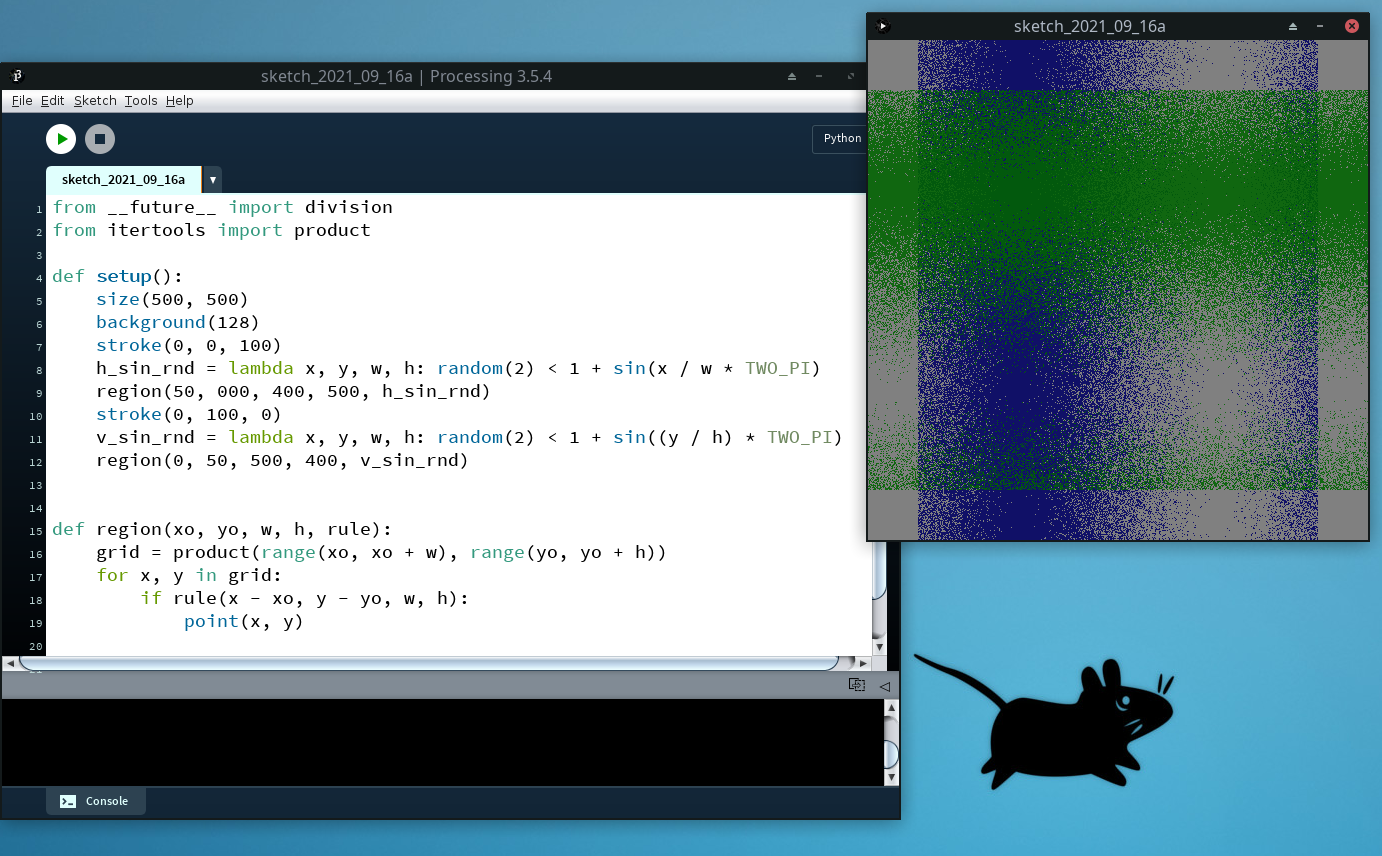 sketch_2021_09_16a
sketch_2021_09_16a | Processing 3.5.4
File Edit Sketch Tools Help
Python
sketch_2021_09_16a ▼
1 from __future__ import division
2 from itertools import product
3
4 def setup():
5     size(500, 500)
6     background(128)
7     stroke(0, 0, 100)
8     h_sin_rnd = lambda x, y, w, h: random(2) < 1 + sin(x / w * TWO_PI)
9     region(50, 000, 400, 500, h_sin_rnd)
10     stroke(0, 100, 0)
11     v_sin_rnd = lambda x, y, w, h: random(2) < 1 + sin((y / h) * TWO_PI)
12     region(0, 50, 500, 400, v_sin_rnd)
13
14
15 def region(xo, yo, w, h, rule):
16     grid = product(range(xo, xo + w), range(yo, yo + h))
17     for x, y in grid:
18         if rule(x - xo, y - yo, w, h):
19             point(x, y)
20
Console